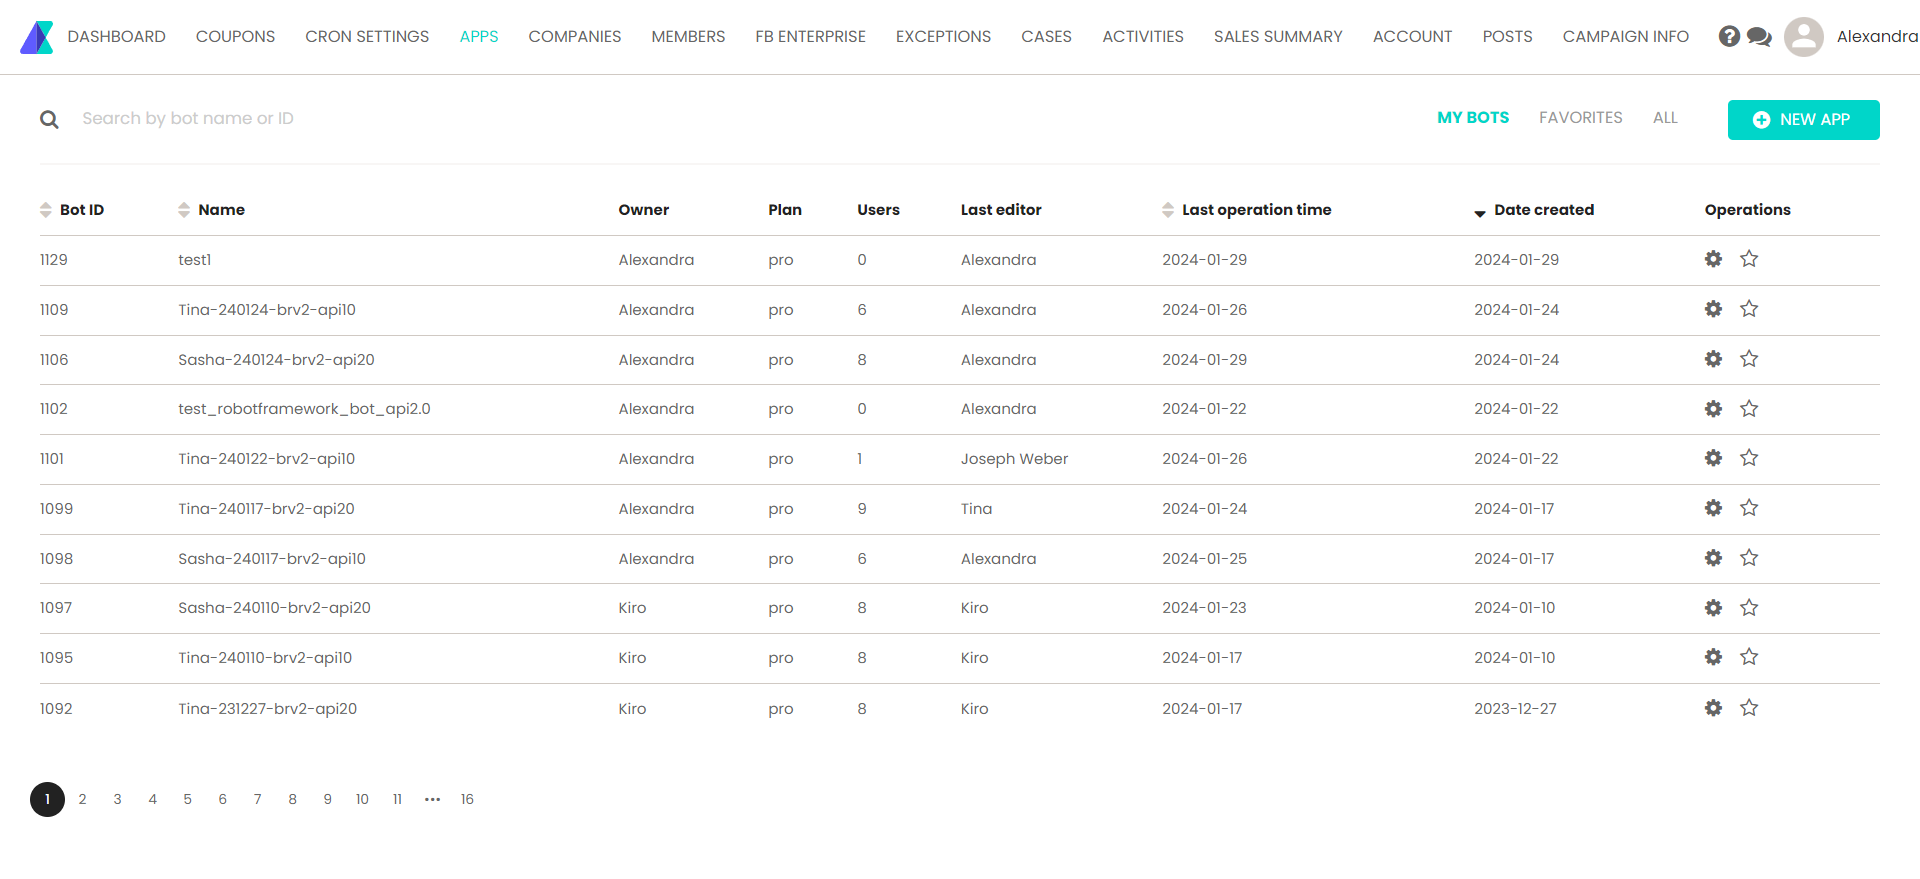 DASHBOARD COUPONS CRON SETTINGS APPS COMPANIES MEMBERS FB ENTERPRISE EXCEPTIONS CASES ACTIVITIES SALES SUMMARY ACCOUNT POSTS CAMPAIGN INFO Alexandra
Search by bot name or ID MY BOTS FAVORITES ALL NEW APP
Bot ID Name Owner Plan Users Last editor Last operation time Date created Operations
1129 test1 Alexandra pro 0 Alexandra 2024-01-29 2024-01-29
1109 Tina-240124-brv2-api10 Alexandra pro 6 Alexandra 2024-01-26 2024-01-24
1106 Sasha-240124-brv2-api20 Alexandra pro 8 Alexandra 2024-01-29 2024-01-24
1102 test_robotframework_bot_api2.0 Alexandra pro 0 Alexandra 2024-01-22 2024-01-22
1101 Tina-240122-brv2-api10 Alexandra pro 1 Joseph Weber 2024-01-26 2024-01-22
1099 Tina-240117-brv2-api20 Alexandra pro 9 Tina 2024-01-24 2024-01-17
1098 Sasha-240117-brv2-api10 Alexandra pro 6 Alexandra 2024-01-25 2024-01-17
1097 Sasha-240110-brv2-api20 Kiro pro 8 Kiro 2024-01-23 2024-01-10
1095 Tina-240110-brv2-api10 Kiro pro 8 Kiro 2024-01-17 2024-01-10
1092 Tina-231227-brv2-api20 Kiro pro 8 Kiro 2024-01-17 2023-12-27
1 2 3 4 5 6 7 8 9 10 11 ••• 16